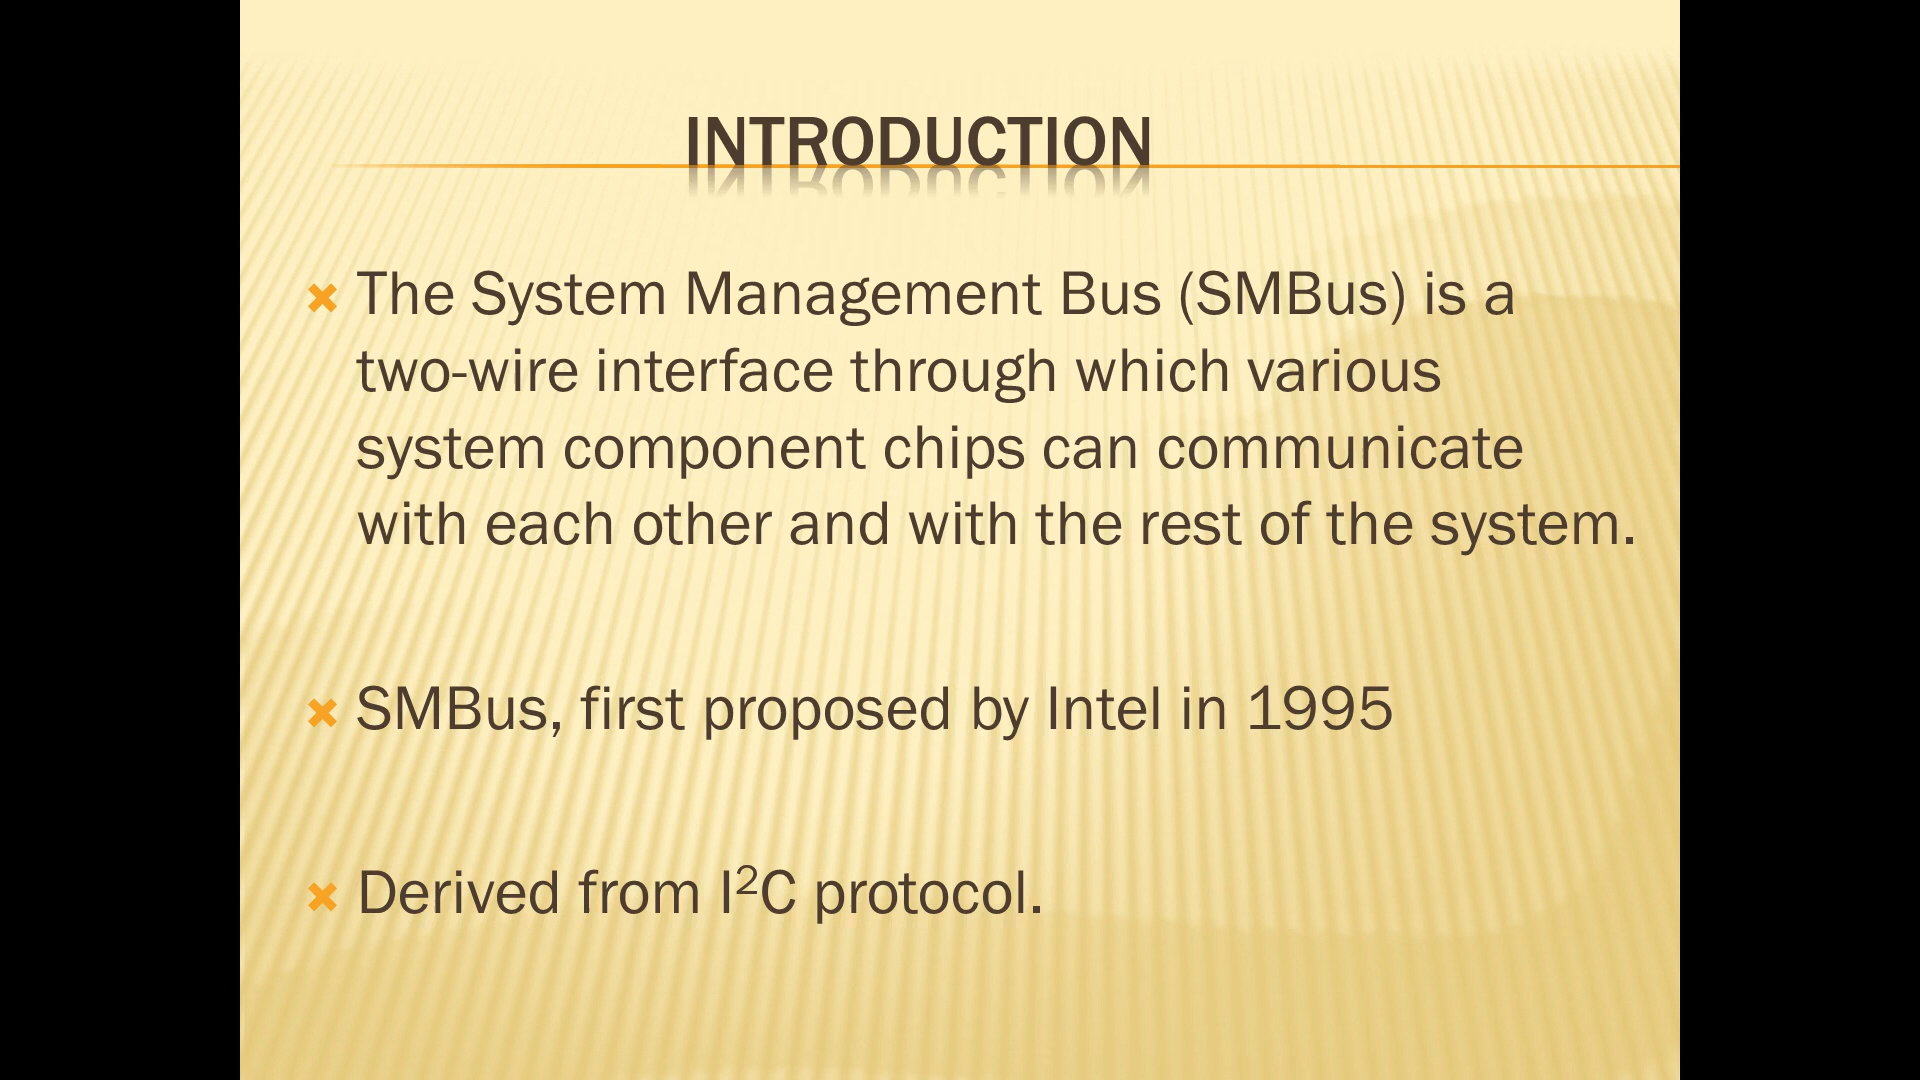 INTRODUCTION
The System Management Bus (SMBus) is a
two-wire interface through which various
system component chips can communicate
with each other and with the rest of the system.
SMBus, first proposed by Intel in 1995
Derived from I²C protocol.